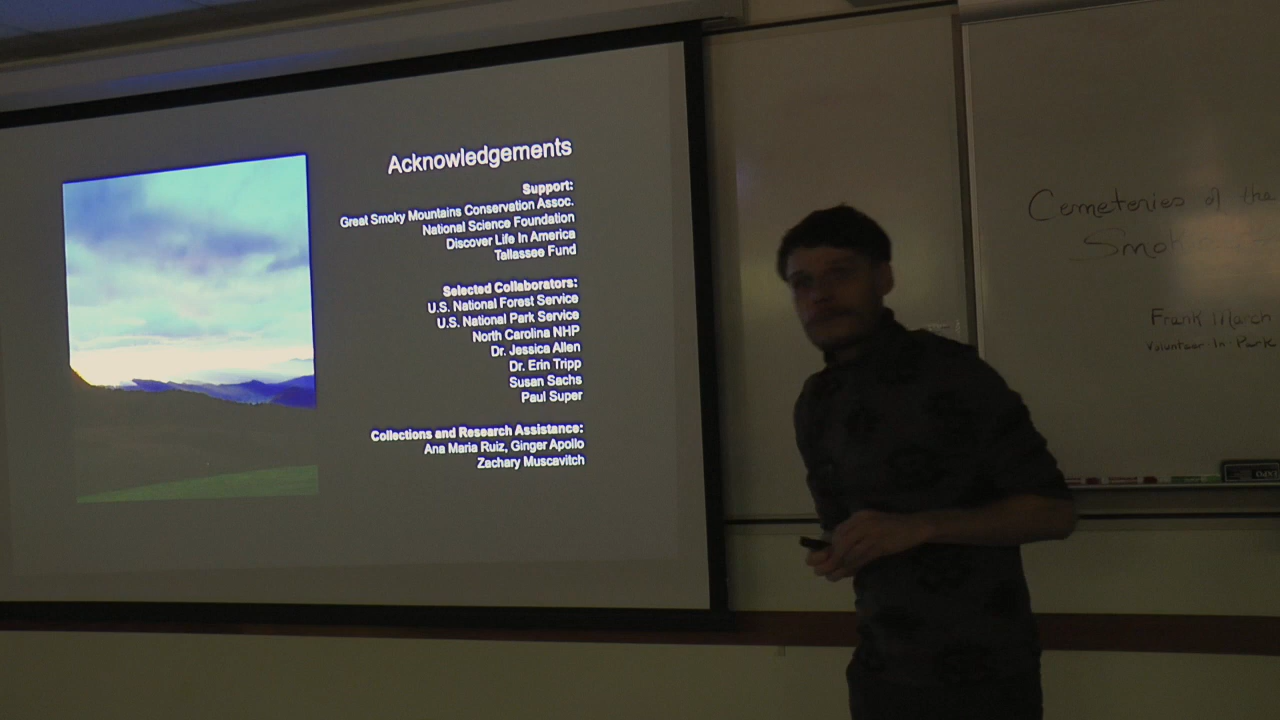 Acknowledgements
Support:
Great Smoky Mountains Conservation Assoc.
National Science Foundation
Discover Life In America
Tallassee Fund
Selected Collaborators:
U.S. National Forest Service
U.S. National Park Service
North Carolina NHP
Dr. Jessica Allen
Dr. Erin Tripp
Susan Sachs
Paul Super
Collections and Research Assistance:
Ana Maria Ruiz, Ginger Apollo
Zachary Muscavitch
Cemeteries of the
Frank March
Volunteer-In-Park